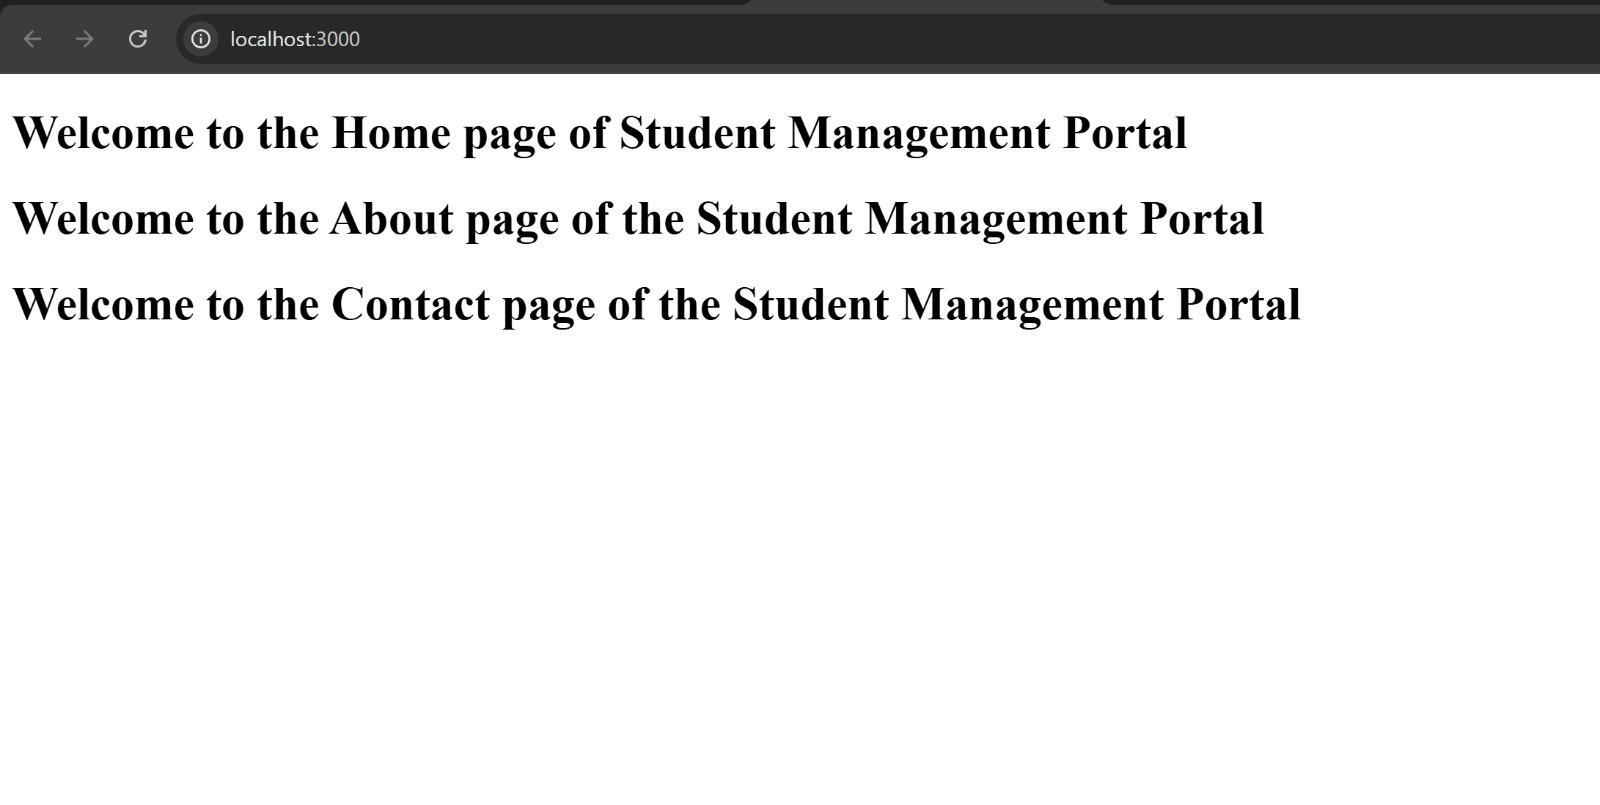 localhost:3000
Welcome to the Home page of Student Management Portal
Welcome to the About page of the Student Management Portal
Welcome to the Contact page of the Student Management Portal